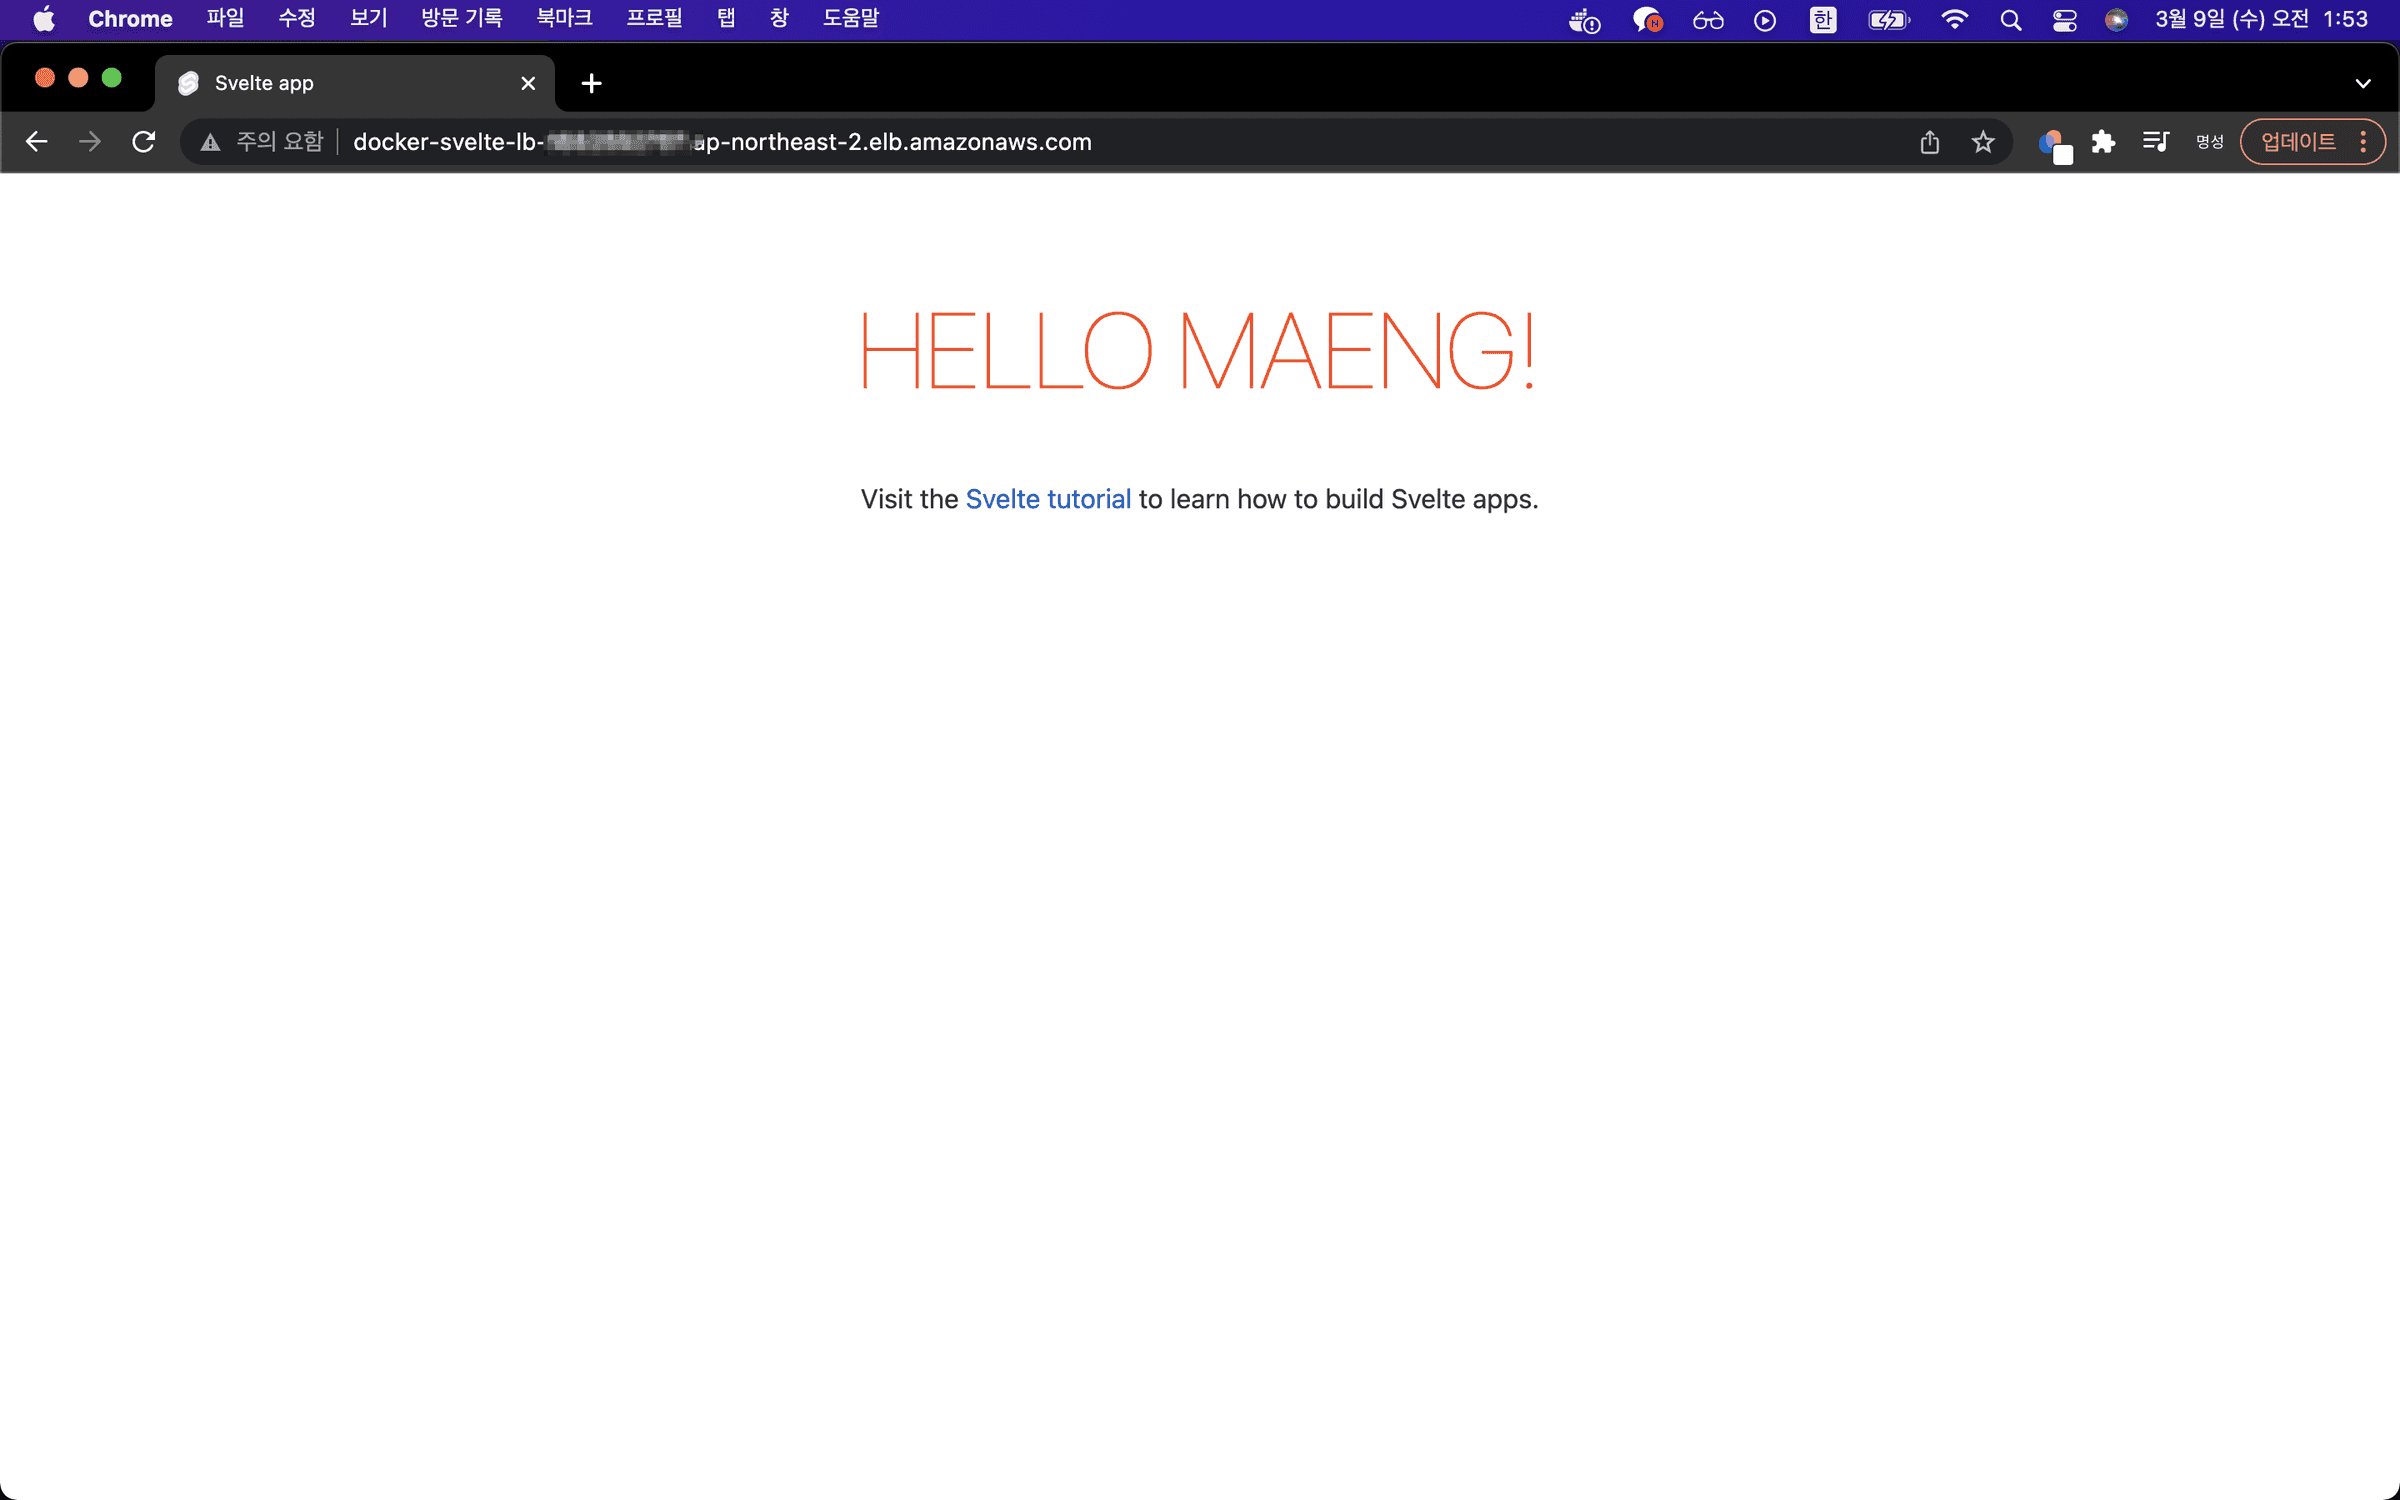 Chrome 파일 수정 보기 방문 기록 북마크 프로필 탭 창 도움말 한 3월 9일 (수) 오전 1:53
Svelte app
주의 요함 docker-svelte-lb- ap-northeast-2.elb.amazonaws.com 명성 업데이트
HELLO MAENG!
Visit the Svelte tutorial to learn how to build Svelte apps.